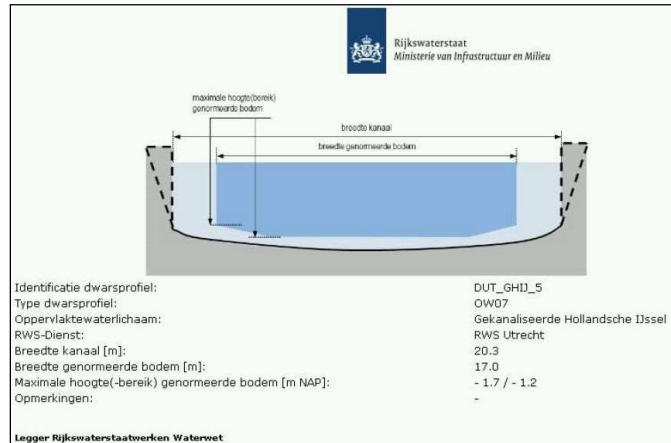 Rijkswaterstaat
Ministerie van Infrastructuur en Milieu
maximale hoogte(bereik)
genormeerde bodem
breedte kanaal
breedte genormeerde bodem
Identificatie dwarsprofiel: DUT_GHIJ_5
Type dwarsprofiel: OW07
Oppervlaktewaterlichaam: Gekanaliseerde Hollandsche IJssel
RWS-Dienst: RWS Utrecht
Breedte kanaal [m]: 20.3
Breedte genormeerde bodem [m]: 17.0
Maximale hoogte(-bereik) genormeerde bodem [m NAP]: - 1.7 / - 1.2
Opmerkingen: -
Legger Rijkswaterstaatwerken Waterwet